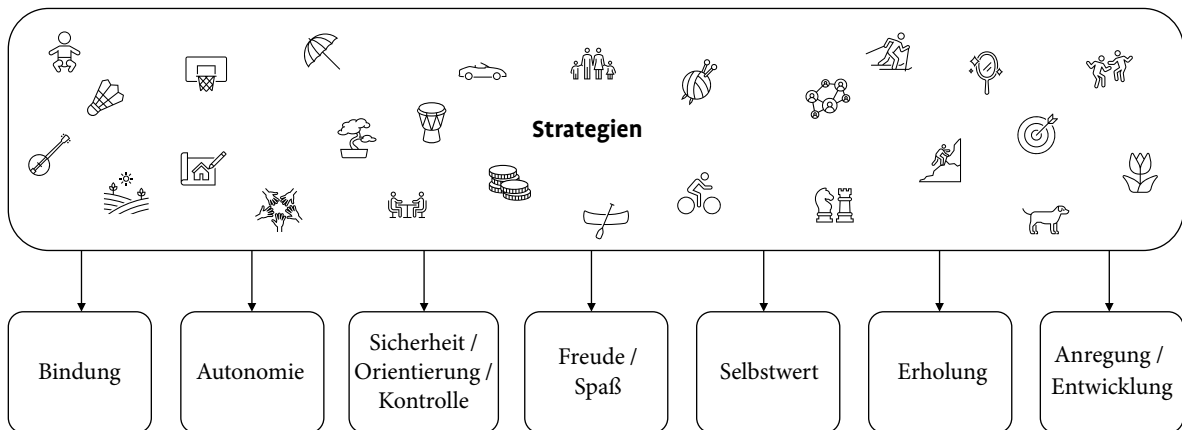 Strategien
Bindung
Autonomie
Sicherheit /
Orientierung /
Kontrolle
Freude /
Spaß
Selbstwert
Erholung
Anregung /
Entwicklung